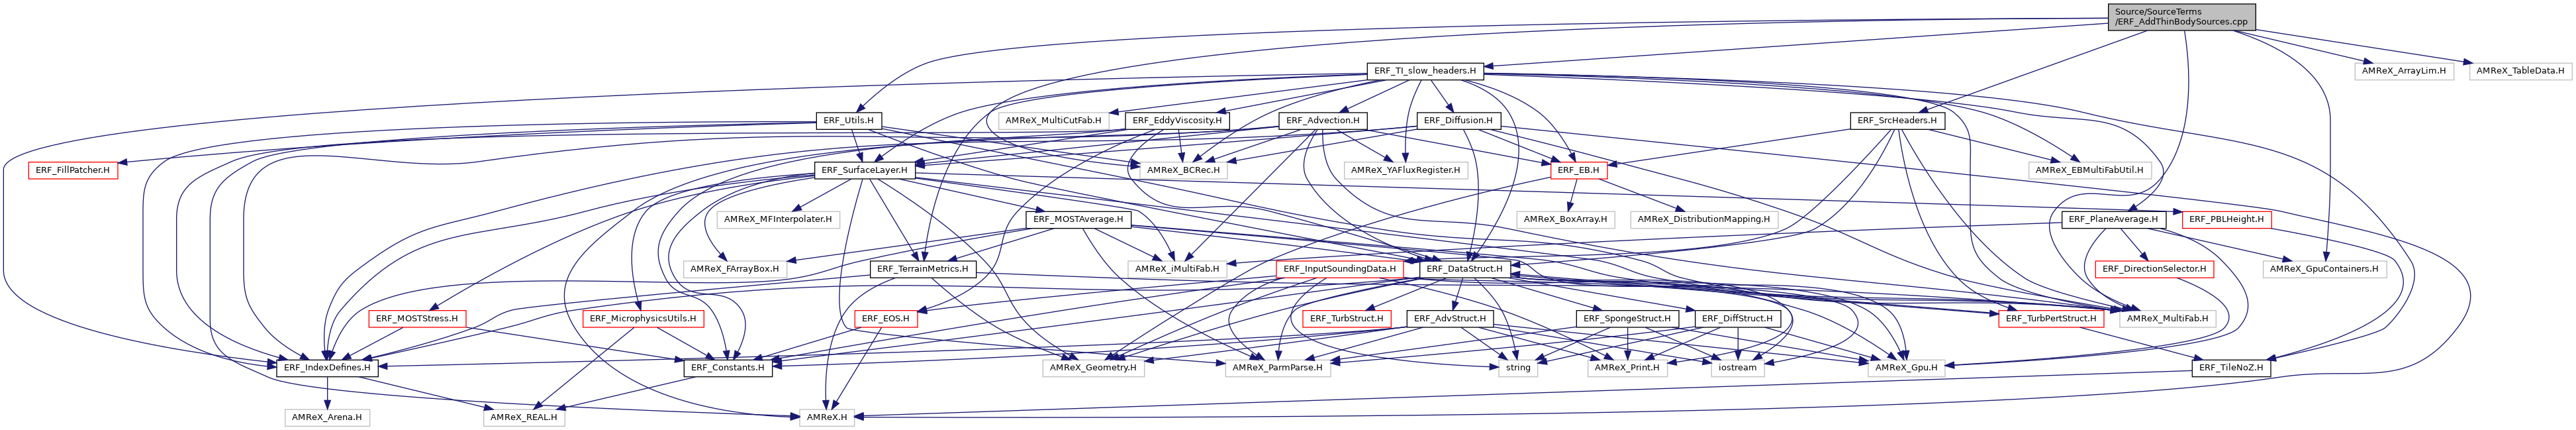 Source/SourceTerms
/ERF_AddThinBodySources.cpp
ERF_TI_slow_headers.H
AMReX_ArrayLim.H
AMReX_TableData.H
ERF_Utils.H
AMReX_MultiCutFab.H
ERF_EddyViscosity.H
ERF_Advection.H
ERF_Diffusion.H
ERF_SrcHeaders.H
ERF_FillPatcher.H
ERF_SurfaceLayer.H
AMReX_BCRec.H
AMReX_YAFluxRegister.H
ERF_EB.H
AMReX_EBMultiFabUtil.H
AMReX_MFInterpolater.H
ERF_MOSTAverage.H
AMReX_BoxArray.H
AMReX_DistributionMapping.H
ERF_PlaneAverage.H
ERF_PBLHeight.H
AMReX_FArrayBox.H
ERF_TerrainMetrics.H
AMReX_iMultiFab.H
ERF_InputSoundingData.H
ERF_DataStruct.H
ERF_DirectionSelector.H
AMReX_GpuContainers.H
ERF_MOSTStress.H
ERF_MicrophysicsUtils.H
ERF_EOS.H
ERF_TurbStruct.H
ERF_AdvStruct.H
ERF_SpongeStruct.H
ERF_DiffStruct.H
ERF_TurbPertStruct.H
AMReX_MultiFab.H
ERF_IndexDefines.H
ERF_Constants.H
AMReX_Geometry.H
AMReX_ParmParse.H
string
AMReX_Print.H
iostream
AMReX_Gpu.H
ERF_TileNoZ.H
AMReX_Arena.H
AMReX_REAL.H
AMReX.H